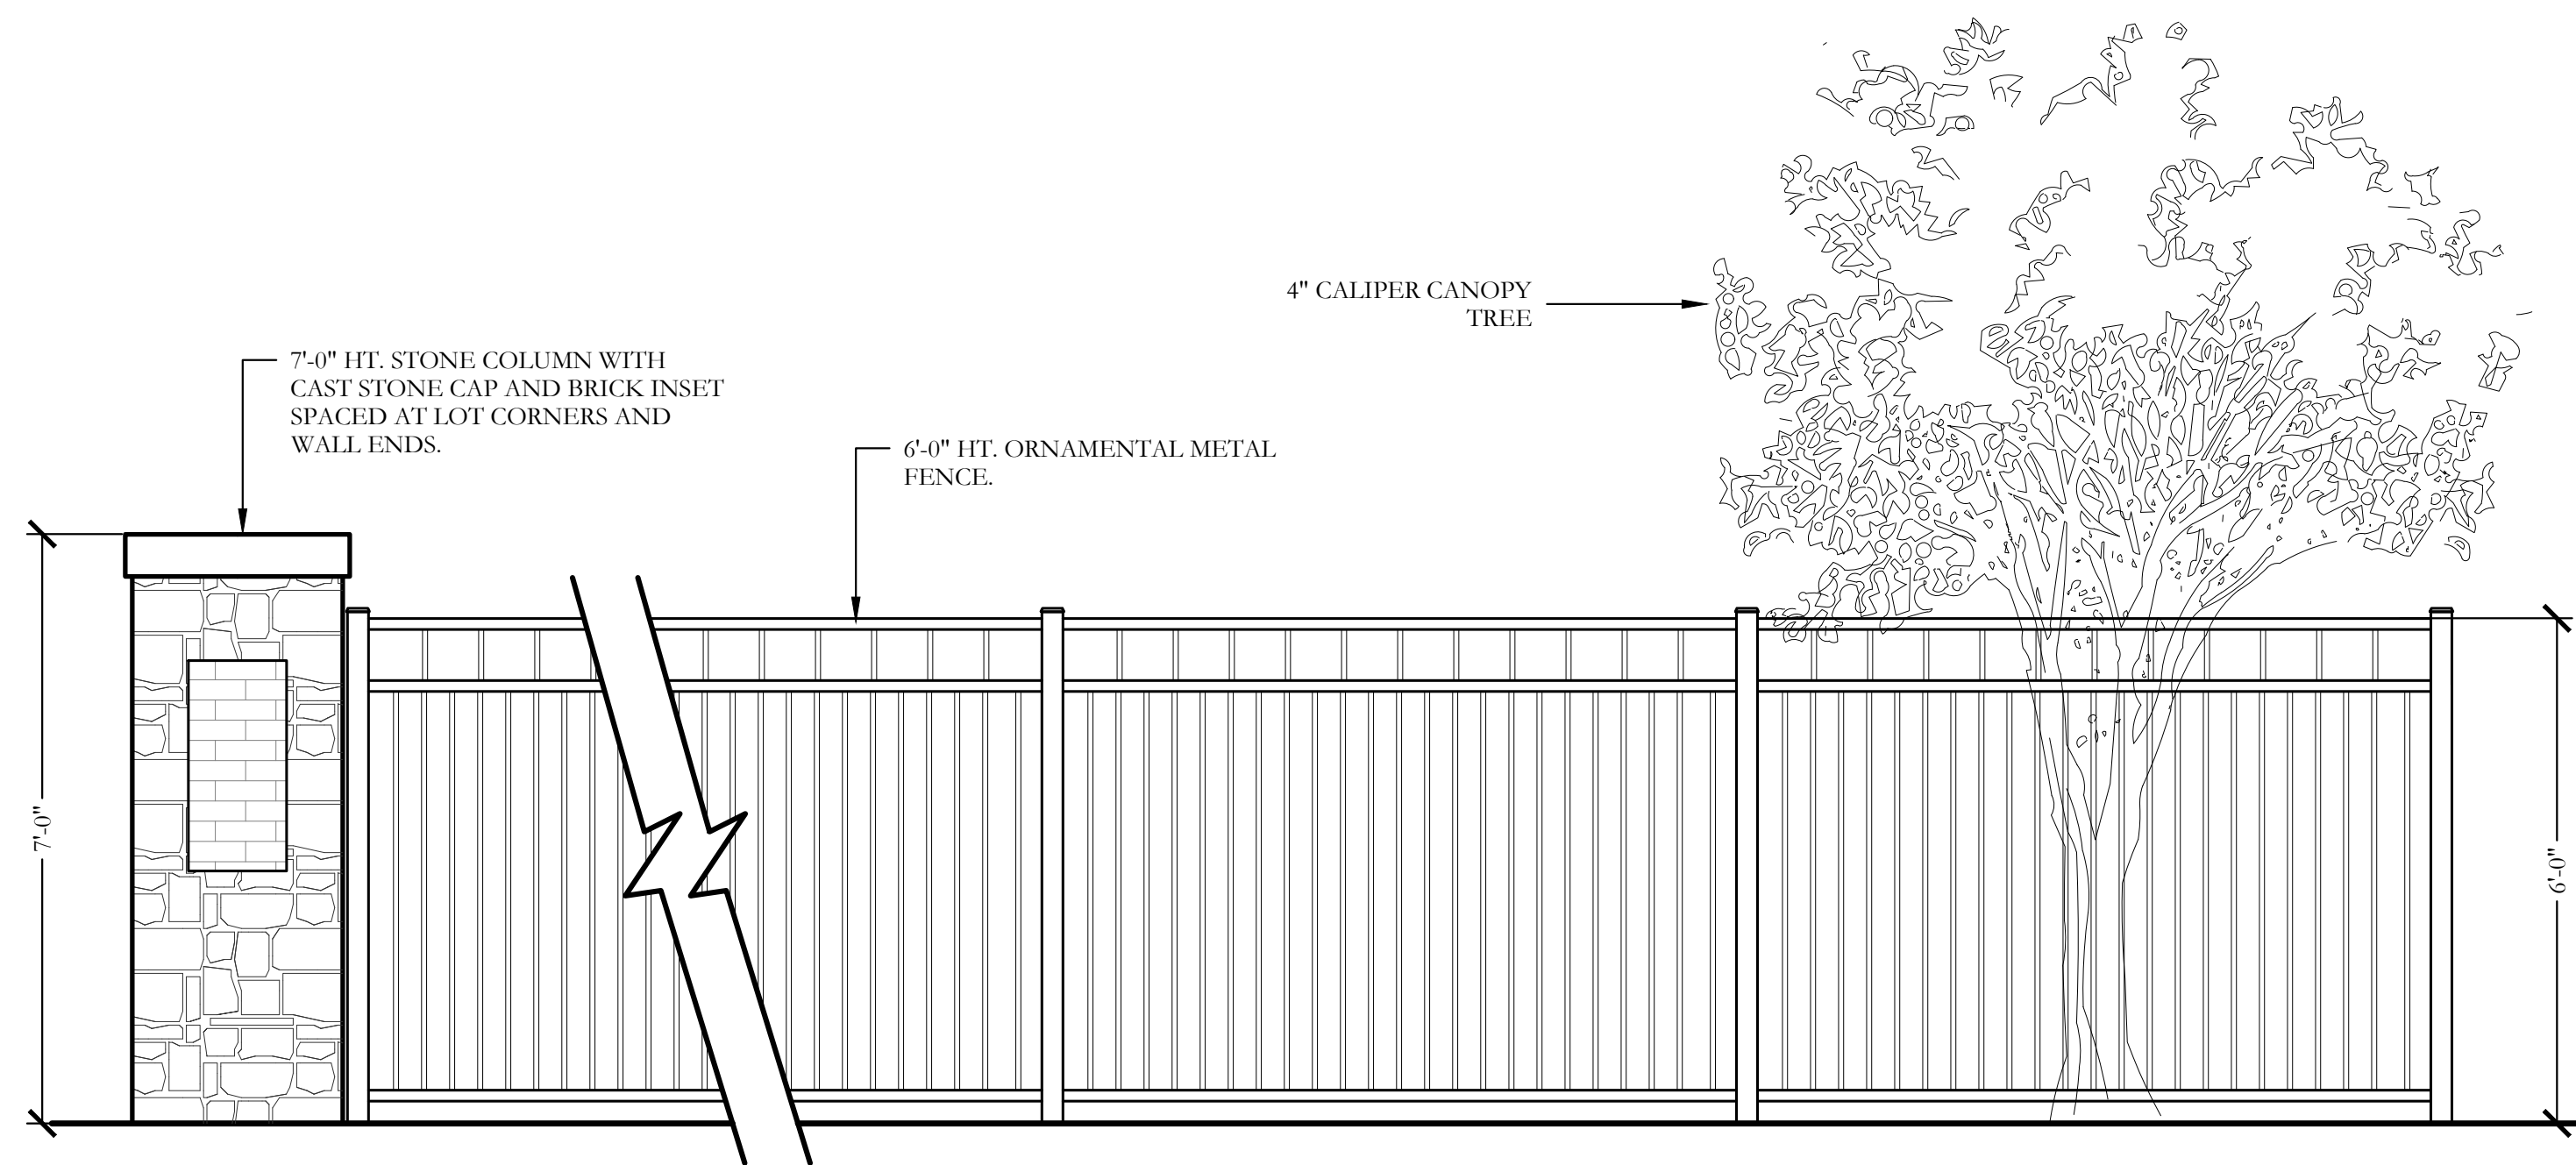 4" CALIPER CANOPY
TREE
7'-0" HT. STONE COLUMN WITH
CAST STONE CAP AND BRICK INSET
SPACED AT LOT CORNERS AND
WALL ENDS.
6'-0" HT. ORNAMENTAL METAL
FENCE.
7'-0"
6'-0"